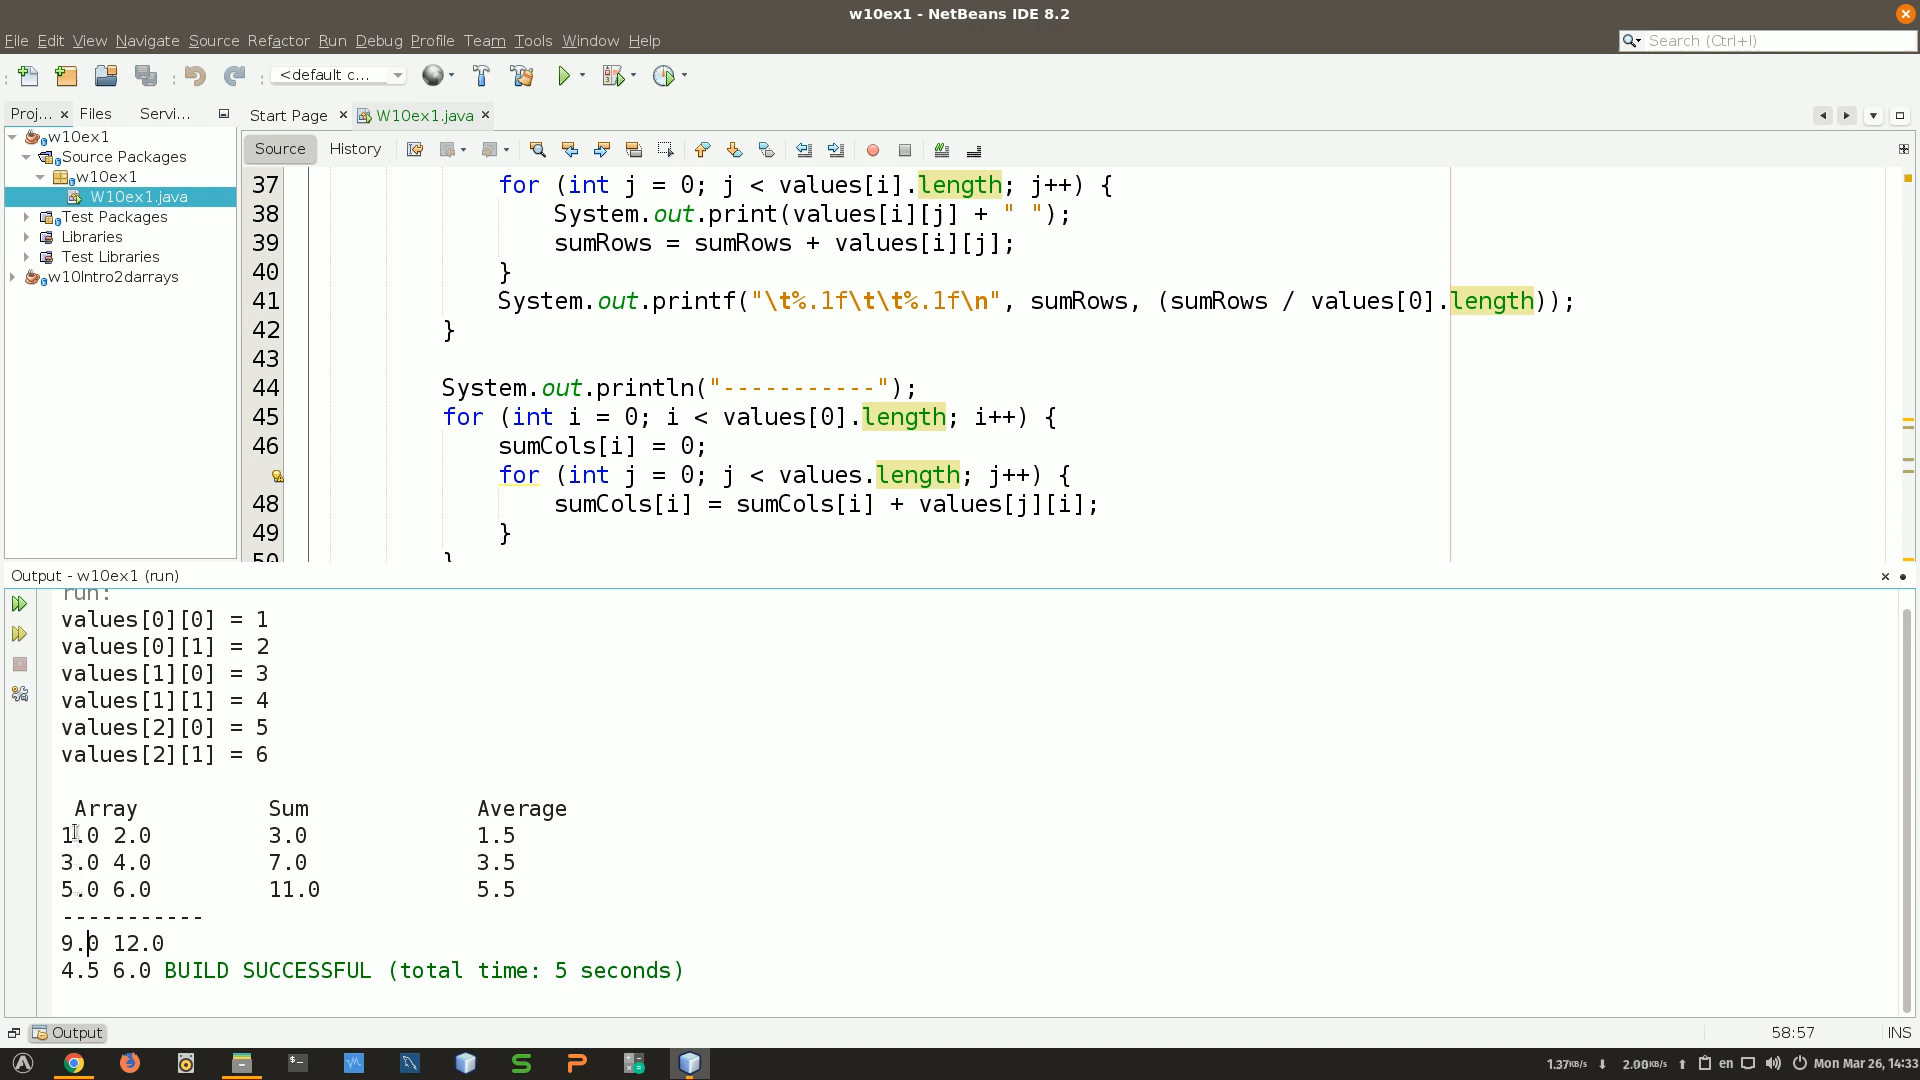 w10ex1 - NetBeans IDE 8.2
File Edit View Navigate Source Refactor Run Debug Profile Team Tools Window Help
Search (Ctrl+I)
<default c...
Proj... Files Servi...
Start Page W10ex1.java
w10ex1
Source Packages
w10ex1
W10ex1.java
Test Packages
Libraries
Test Libraries
w10Intro2darrays
Source History
37 for (int j = 0; j < values[i].length; j++) {
38 System.out.print(values[i][j] + " ");
39 sumRows = sumRows + values[i][j];
40 }
41 System.out.printf("\t%.1f\t\t%.1f\n", sumRows, (sumRows / values[0].length));
42 }
43
44 System.out.println("-----------");
45 for (int i = 0; i < values[0].length; i++) {
46 sumCols[i] = 0;
for (int j = 0; j < values.length; j++) {
48 sumCols[i] = sumCols[i] + values[j][i];
49 }
50 }
Output - w10ex1 (run)
run:
values[0][0] = 1
values[0][1] = 2
values[1][0] = 3
values[1][1] = 4
values[2][0] = 5
values[2][1] = 6
Array Sum Average
1.0 2.0 3.0 1.5
3.0 4.0 7.0 3.5
5.0 6.0 11.0 5.5
-----------
9.0 12.0
4.5 6.0 BUILD SUCCESSFUL (total time: 5 seconds)
Output
58:57 INS
1.37KB/s 2.00KB/s en Mon Mar 26, 14:33